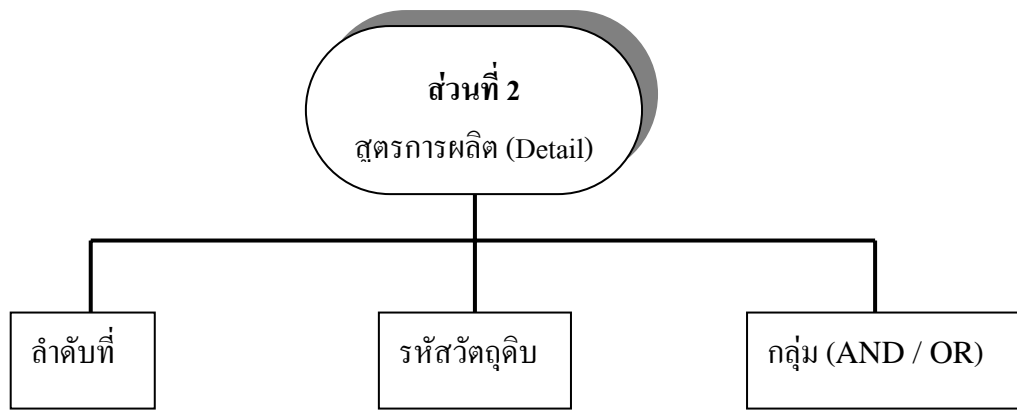 ส่วนที่ 2
สูตรการผลิต (Detail)
ลำดับที่
รหัสวัตถุดิบ
กลุ่ม (AND / OR)